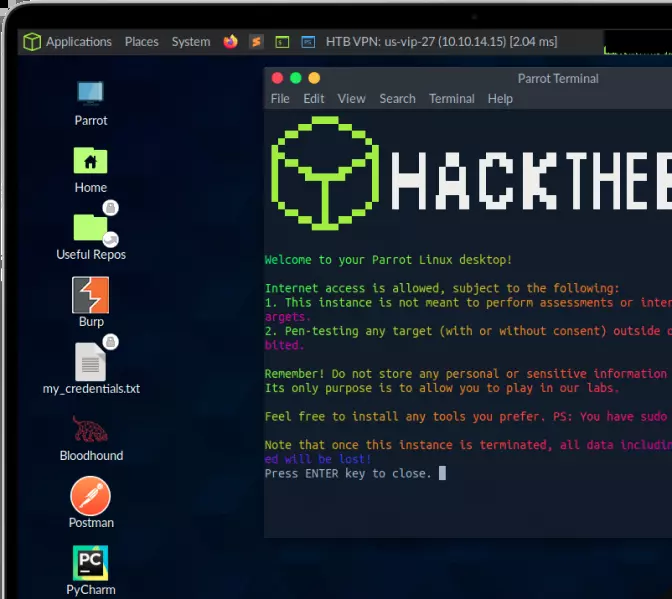 Applications Places System HTB VPN: us-vip-27 (10.10.14.15) [2.04 ms]
Parrot Terminal
File Edit View Search Terminal Help
Parrot
Home
Useful Repos
Burp
my_credentials.txt
Bloodhound
Postman
PC
PyCharm
HACKTHE
Welcome to your Parrot Linux desktop!
Internet access is allowed, subject to the following:
1. This instance is not meant to perform assessments or inter
argets.
2. Pen-testing any target (with or without consent) outside o
bited.
Remember! Do not store any personal or sensitive information
Its only purpose is to allow you to play in our labs.
Feel free to install any tools you prefer. PS: You have sudo
Note that once this instance is terminated, all data includin
ed will be lost!
Press ENTER key to close.